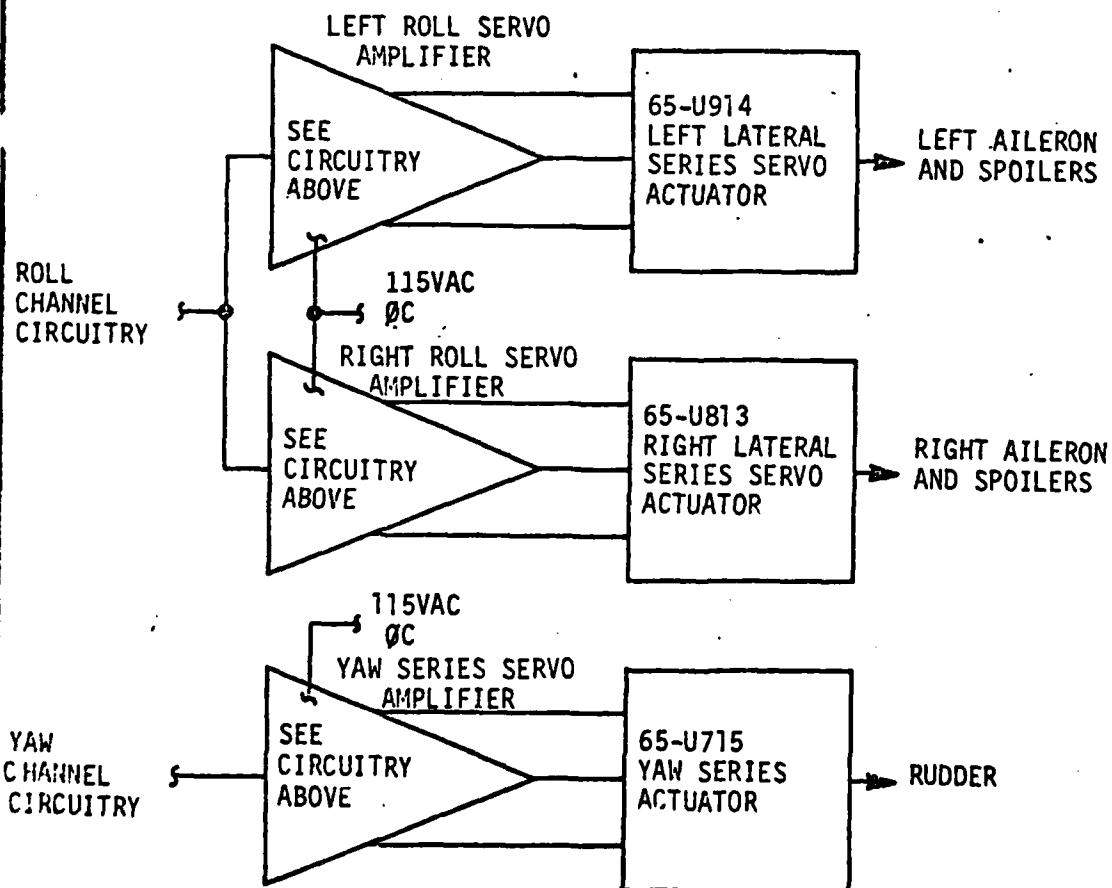 LEFT ROLL SERVO
AMPLIFIER
SEE
CIRCUITRY
ABOVE
65-U914
LEFT LATERAL
SERIES SERVO
ACTUATOR
LEFT AILERON
AND SPOILERS
ROLL
CHANNEL
CIRCUITRY
115VAC
ØC
RIGHT ROLL SERVO
AMPLIFIER
SEE
CIRCUITRY
ABOVE
65-U813
RIGHT LATERAL
SERIES SERVO
ACTUATOR
RIGHT AILERON
AND SPOILERS
115VAC
ØC
YAW SERIES SERVO
AMPLIFIER
YAW
CHANNEL
CIRCUITRY
SEE
CIRCUITRY
ABOVE
65-U715
YAW SERIES
ACTUATOR
RUDDER